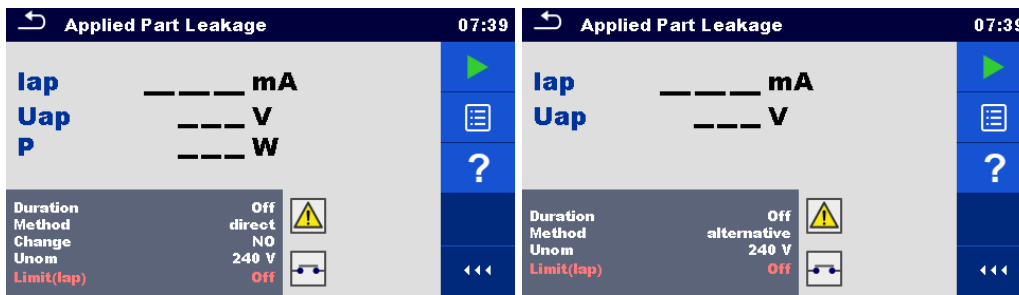 Applied Part Leakage 07:39
Iap ___ mA
Uap ___ V
P ___ W
?
Duration Off
Method direct
Change NO
Unom 240 V
Limit(Iap) Off
Applied Part Leakage 07:39
Iap ___ mA
Uap ___ V
?
Duration Off
Method alternative
Unom 240 V
Limit(Iap) Off